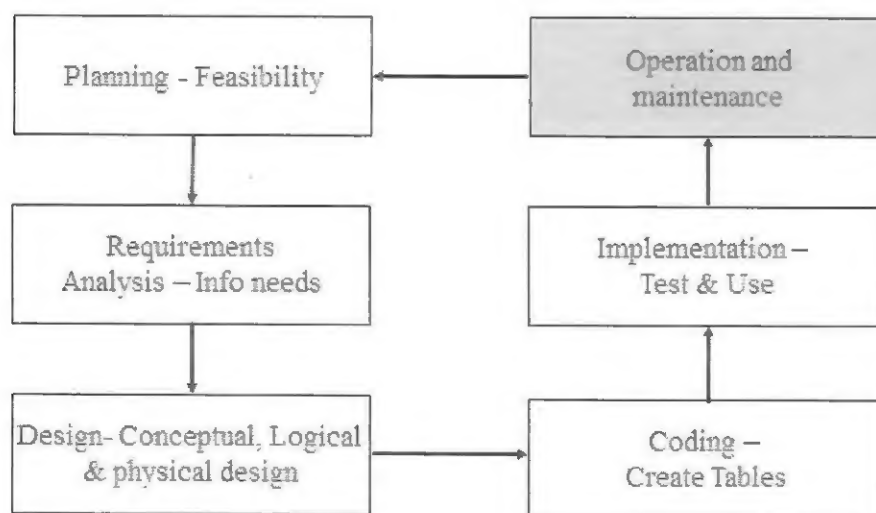 Planning - Feasibility
Operation and
maintenance
Requirements
Analysis – Info needs
Implementation –
Test & Use
Design- Conceptual, Logical
& physical design
Coding –
Create Tables